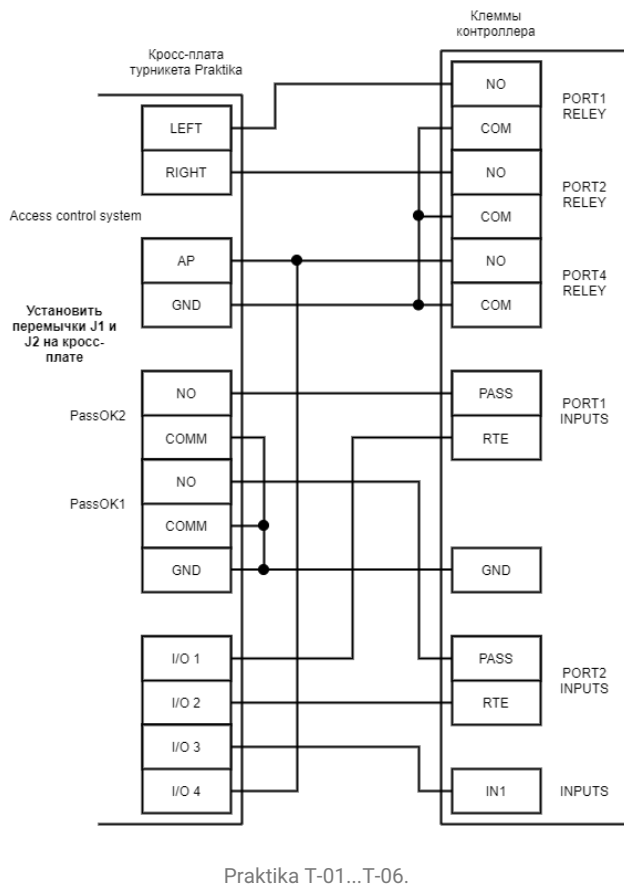 Клеммы
контроллера
Кросс-плата
турникета Praktika
NO
PORT1
RELEY
LEFT
COM
RIGHT
NO
PORT2
RELEY
Access control system
COM
AP
NO
PORT4
RELEY
GND
COM
Установить
перемычки J1 и
J2 на кросс-
плате
PassOK2
NO
PASS
PORT1
INPUTS
COMM
RTE
PassOK1
NO
COMM
GND
GND
I/O 1
PASS
PORT2
INPUTS
I/O 2
RTE
I/O 3
I/O 4
IN1
INPUTS
Praktika T-01...T-06.